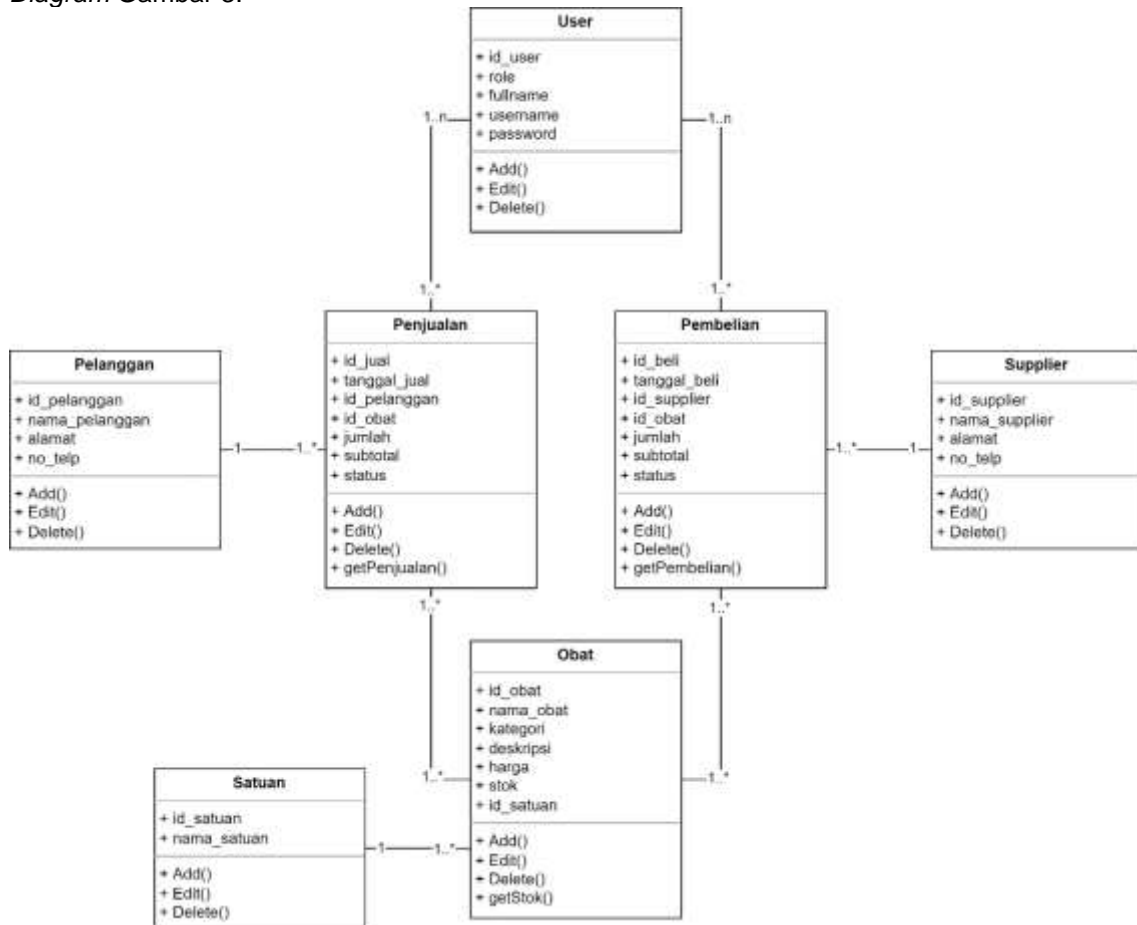 Diagram Gambar
User
+ id_user
+ role
+ fullname
+ username
+ password
+ Add()
+ Edit()
+ Delete()
1..n
1..n
1..*
1..*
Penjualan
+ id_jual
+ tanggal_jual
+ id_pelanggan
+ id_obat
+ jumlah
+ subtotal
+ status
+ Add()
+ Edit()
+ Delete()
+ getPenjualan()
Pembelian
+ id_beli
+ tanggal_beli
+ id_supplier
+ id_obat
+ jumlah
+ subtotal
+ status
+ Add()
+ Edit()
+ Delete()
+ getPembelian()
Pelanggan
+ id_pelanggan
+ nama_pelanggan
+ alamat
+ no_telp
+ Add()
+ Edit()
+ Delete()
1
1..*
Supplier
+ id_supplier
+ nama_supplier
+ alamat
+ no_telp
+ Add()
+ Edit()
+ Delete()
1..*
1
1..*
1..*
Obat
+ id_obat
+ nama_obat
+ kategori
+ deskripsi
+ harga
+ stok
+ id_satuan
+ Add()
+ Edit()
+ Delete()
+ getStok()
1..*
1..*
Satuan
+ id_satuan
+ nama_satuan
+ Add()
+ Edit()
+ Delete()
1
1..*